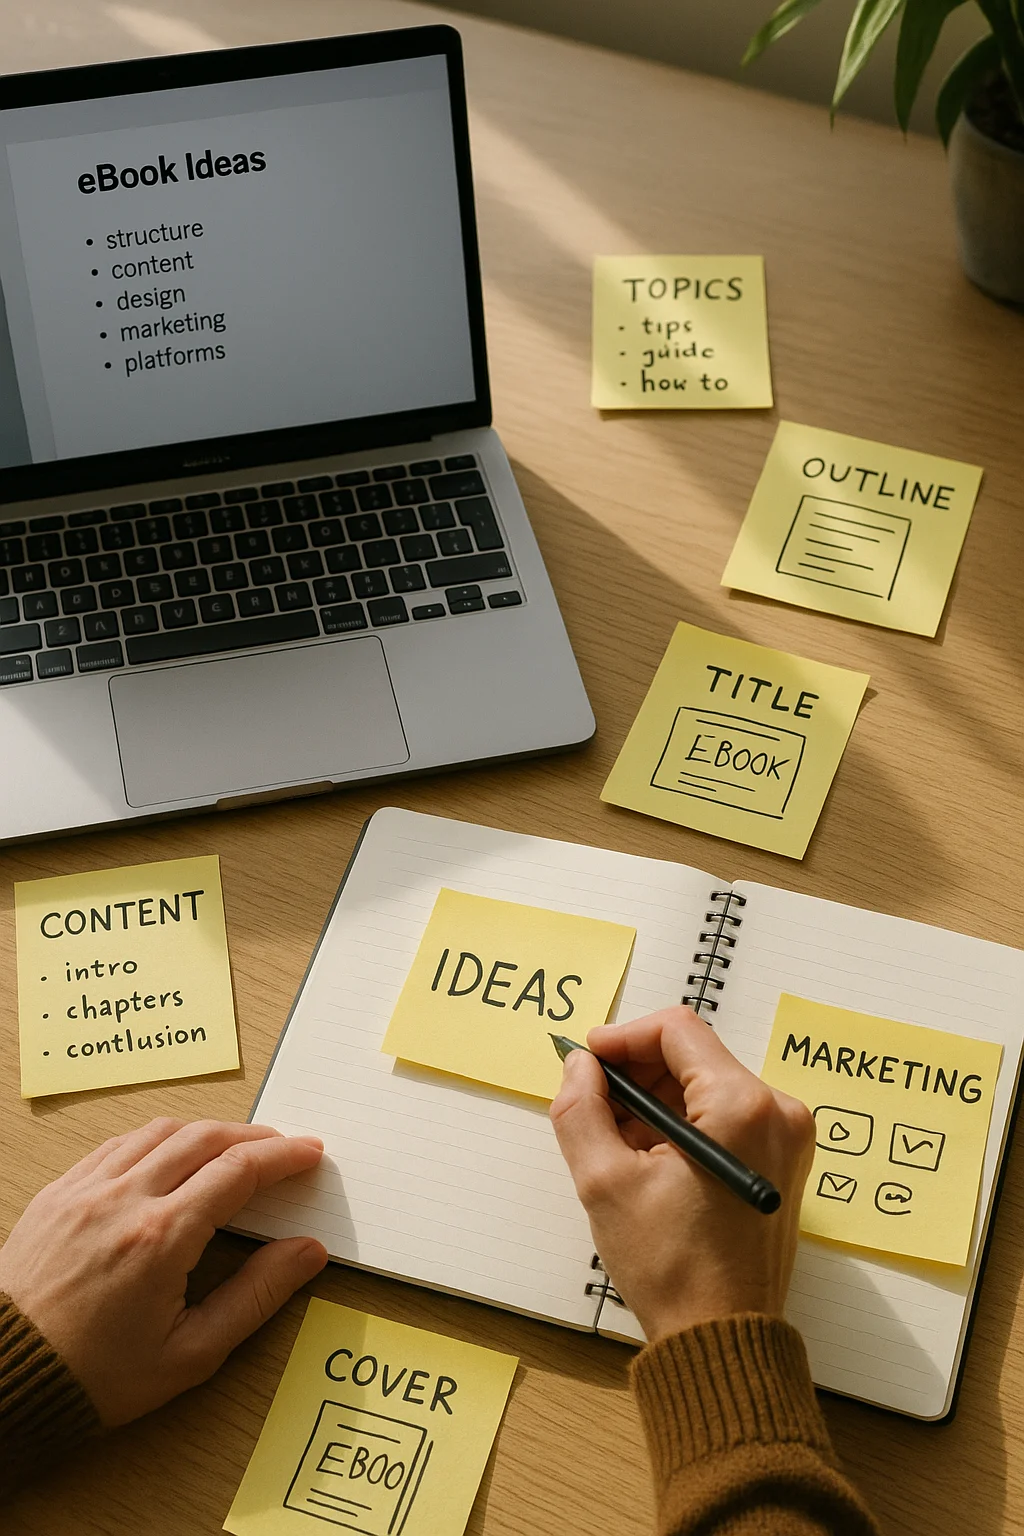 eBook Ideas
• structure
• content
• design
• marketing
• platforms
TOPICS
• tips
• guide
• how to
OUTLINE
TITLE
EBOOK
CONTENT
• intro
• chapters
• contlusion
IDEAS
MARKETING
COVER
EBOO